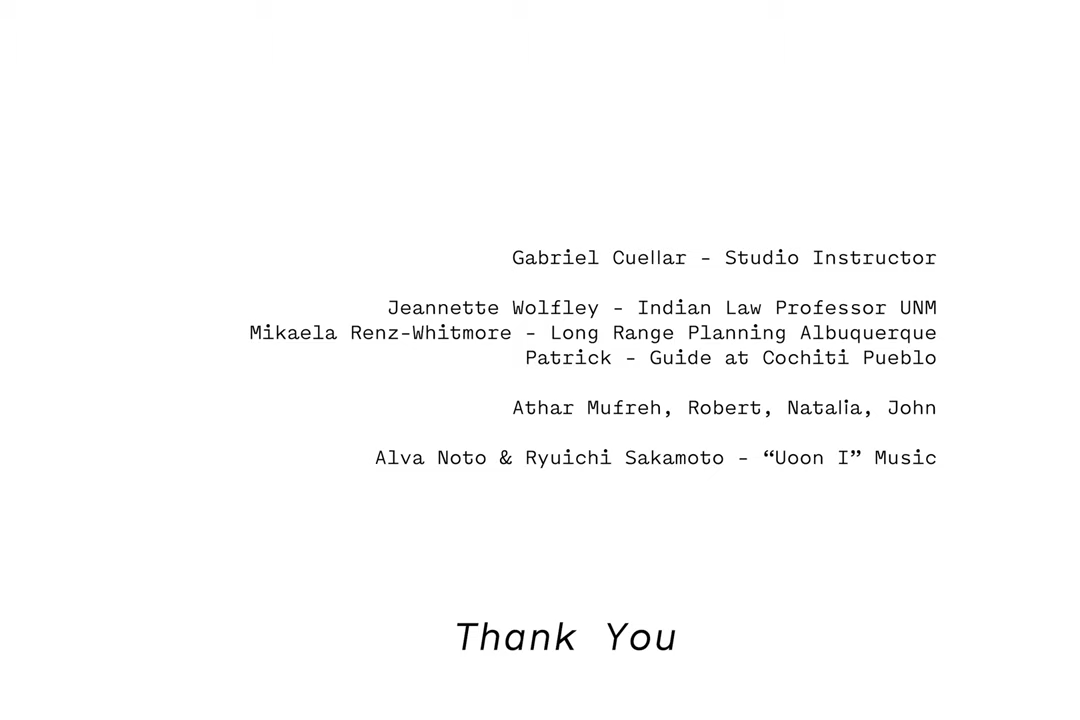 Gabriel Cuellar - Studio Instructor
Jeannette Wolfley - Indian Law Professor UNM
Mikaela Renz-Whitmore - Long Range Planning Albuquerque
Patrick - Guide at Cochiti Pueblo
Athar Mufreh, Robert, Natalia, John
Alva Noto & Ryuichi Sakamoto - “Uoon I” Music
Thank You